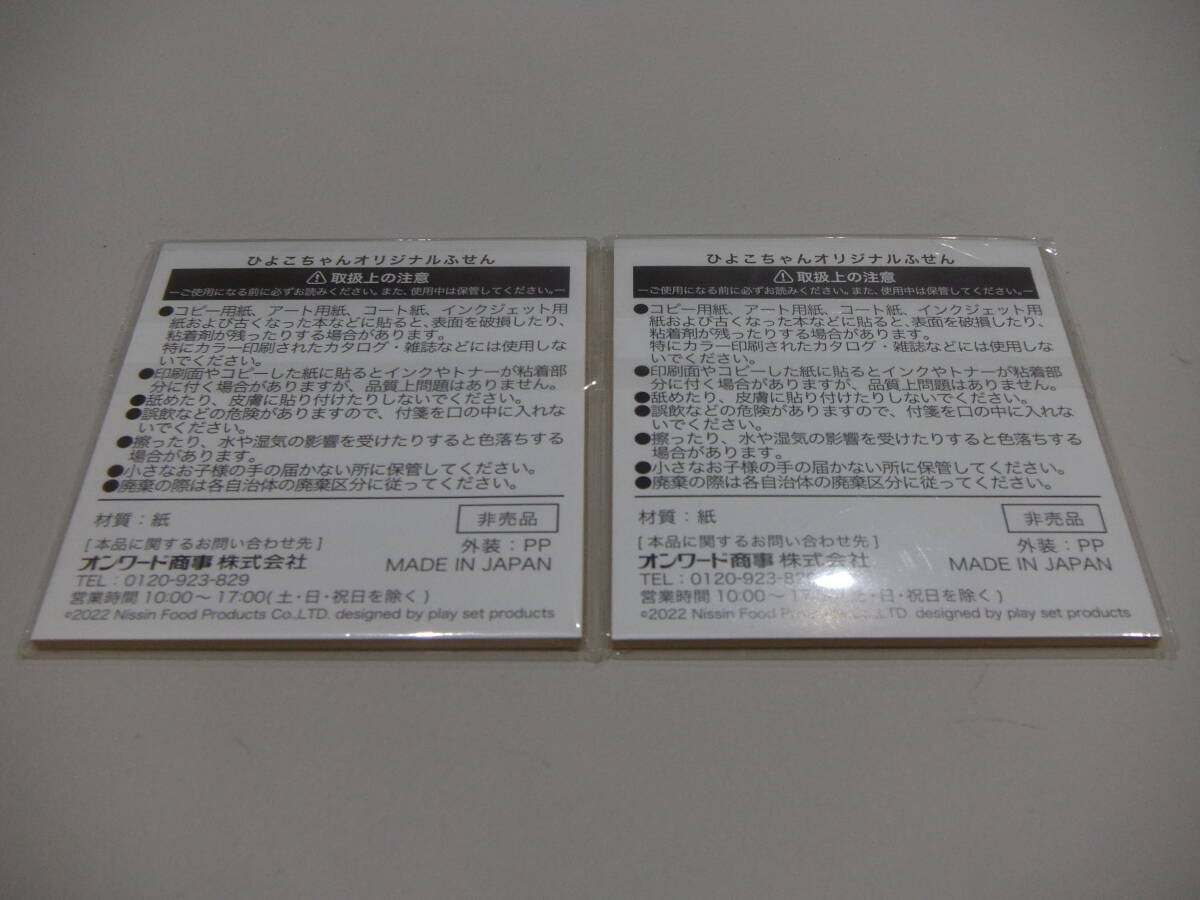 ひよこちゃんオリジナルふせん
取扱上の注意
ーご使用になる前に必ずお読みください。また、使用中は保管してください。ー
●コピー用紙、アート用紙、コート紙、インクジェット用
紙および古くなった本などに貼ると、表面を破損したり、
粘着剤が残ったりする場合があります。
特にカラー印刷されたカタログ・雑誌などには使用しな
いでください。
●印刷面やコピーした紙に貼るとインクやトナーが粘着部
分に付く場合がありますが、品質上問題はありません。
●舐めたり、皮膚に貼り付けたりしないでください。
●誤飲などの危険がありますので、付箋を口の中に入れな
いでください。
●擦ったり、水や湿気の影響を受けたりすると色落ちする
場合があります。
●小さなお子様の手の届かない所に保管してください。
●廃棄の際は各自治体の廃棄区分に従ってください。
材質：紙
非売品
[本品に関するお問い合わせ先]
外装：PP
オンワード商事 株式会社
MADE IN JAPAN
TEL：0120-923-829
営業時間 10:00～17:00(土・日・祝日を除く)
©2022 Nissin Food Products Co.,LTD. designed by play set products
ひよこちゃんオリジナルふせん
取扱上の注意
ーご使用になる前に必ずお読みください。また、使用中は保管してください。ー
●コピー用紙、アート用紙、コート紙、インクジェット用
紙および古くなった本などに貼ると、表面を破損したり、
粘着剤が残ったりする場合があります。
特にカラー印刷されたカタログ・雑誌などには使用しな
いでください。
●印刷面やコピーした紙に貼るとインクやトナーが粘着部
分に付く場合がありますが、品質上問題はありません。
●舐めたり、皮膚に貼り付けたりしないでください。
●誤飲などの危険がありますので、付箋を口の中に入れな
いでください。
●擦ったり、水や湿気の影響を受けたりすると色落ちする
場合があります。
●小さなお子様の手の届かない所に保管してください。
●廃棄の際は各自治体の廃棄区分に従ってください。
材質：紙
非売品
[本品に関するお問い合わせ先]
外装：PP
オンワード商事 株式会社
MADE IN JAPAN
TEL：0120-923-829
営業時間 10:00～17:00(土・日・祝日を除く)
©2022 Nissin Food Products Co.,LTD. designed by play set products